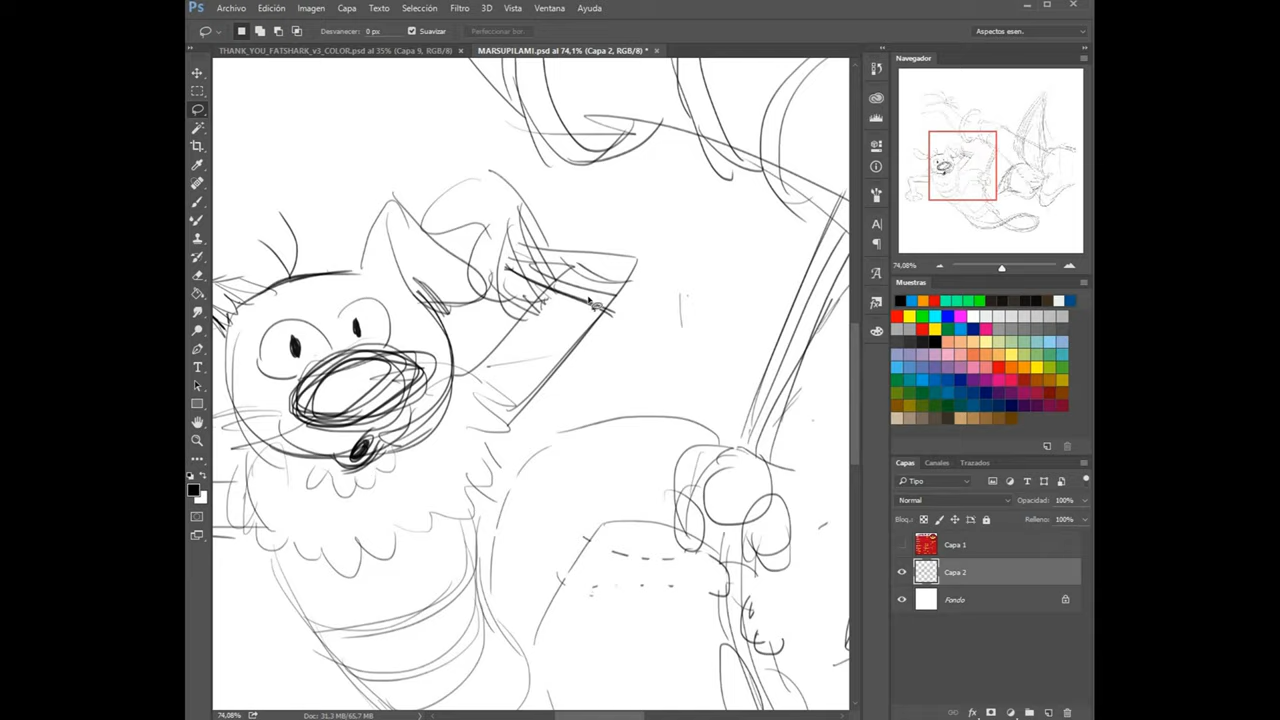 Ps Archivo Edición Imagen Capa Texto Selección Filtro 3D Vista Ventana Ayuda
Desvanecer: 0 px Suavizar Perfeccionar bor... Aspectos esen.
THANK_YOU_FATSHARK_v3_COLOR.psd al 35% (Capa 9, RGB/8) × MARSUPILAMI.psd al 74,1% (Capa 2, RGB/8) * ×
Navegador
74,08%
Muestras
Capas Canales Trazados
Tipo
Normal Opacidad: 100%
Bloq.: Relleno: 100%
Capa 1
Capa 2
Fondo
74,08% Doc: 31,3 MB/65,7 MB